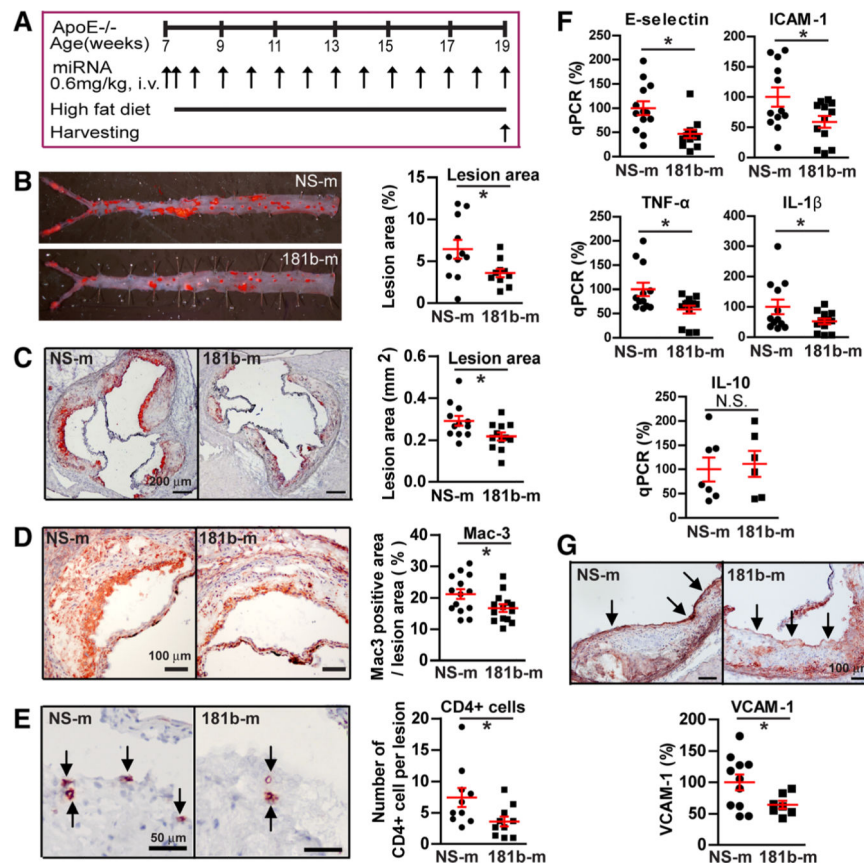 A
ApoE-/-
Age(weeks)
7 9 11 13 15 17 19
miRNA
0.6mg/kg, i.v.
High fat diet
Harvesting
B
NS-m
181b-m
Lesion area
*
Lesion area (%)
15
10
5
0
NS-m 181b-m
C
NS-m
181b-m
200 μm
Lesion area
*
Lesion area (mm 2)
0.6
0.4
0.2
0.0
NS-m 181b-m
D
NS-m
181b-m
100 μm
Mac-3
*
Mac3 positive area
/ lesion area ( % )
40
30
20
10
0
NS-m 181b-m
E
NS-m
181b-m
50 μm
CD4+ cells
*
Number of
CD4+ cell per lesion
20
15
10
5
0
NS-m 181b-m
F
E-selectin
*
qPCR (%)
250
200
150
100
50
0
NS-m 181b-m
ICAM-1
*
200
150
100
50
0
NS-m 181b-m
TNF-α
*
qPCR (%)
250
200
150
100
50
0
NS-m 181b-m
IL-1β
*
400
300
200
100
0
NS-m 181b-m
IL-10
N.S.
qPCR (%)
250
200
150
100
50
0
NS-m 181b-m
G
NS-m
181b-m
100 μm
VCAM-1
*
VCAM-1 (%)
200
150
100
50
0
NS-m 181b-m